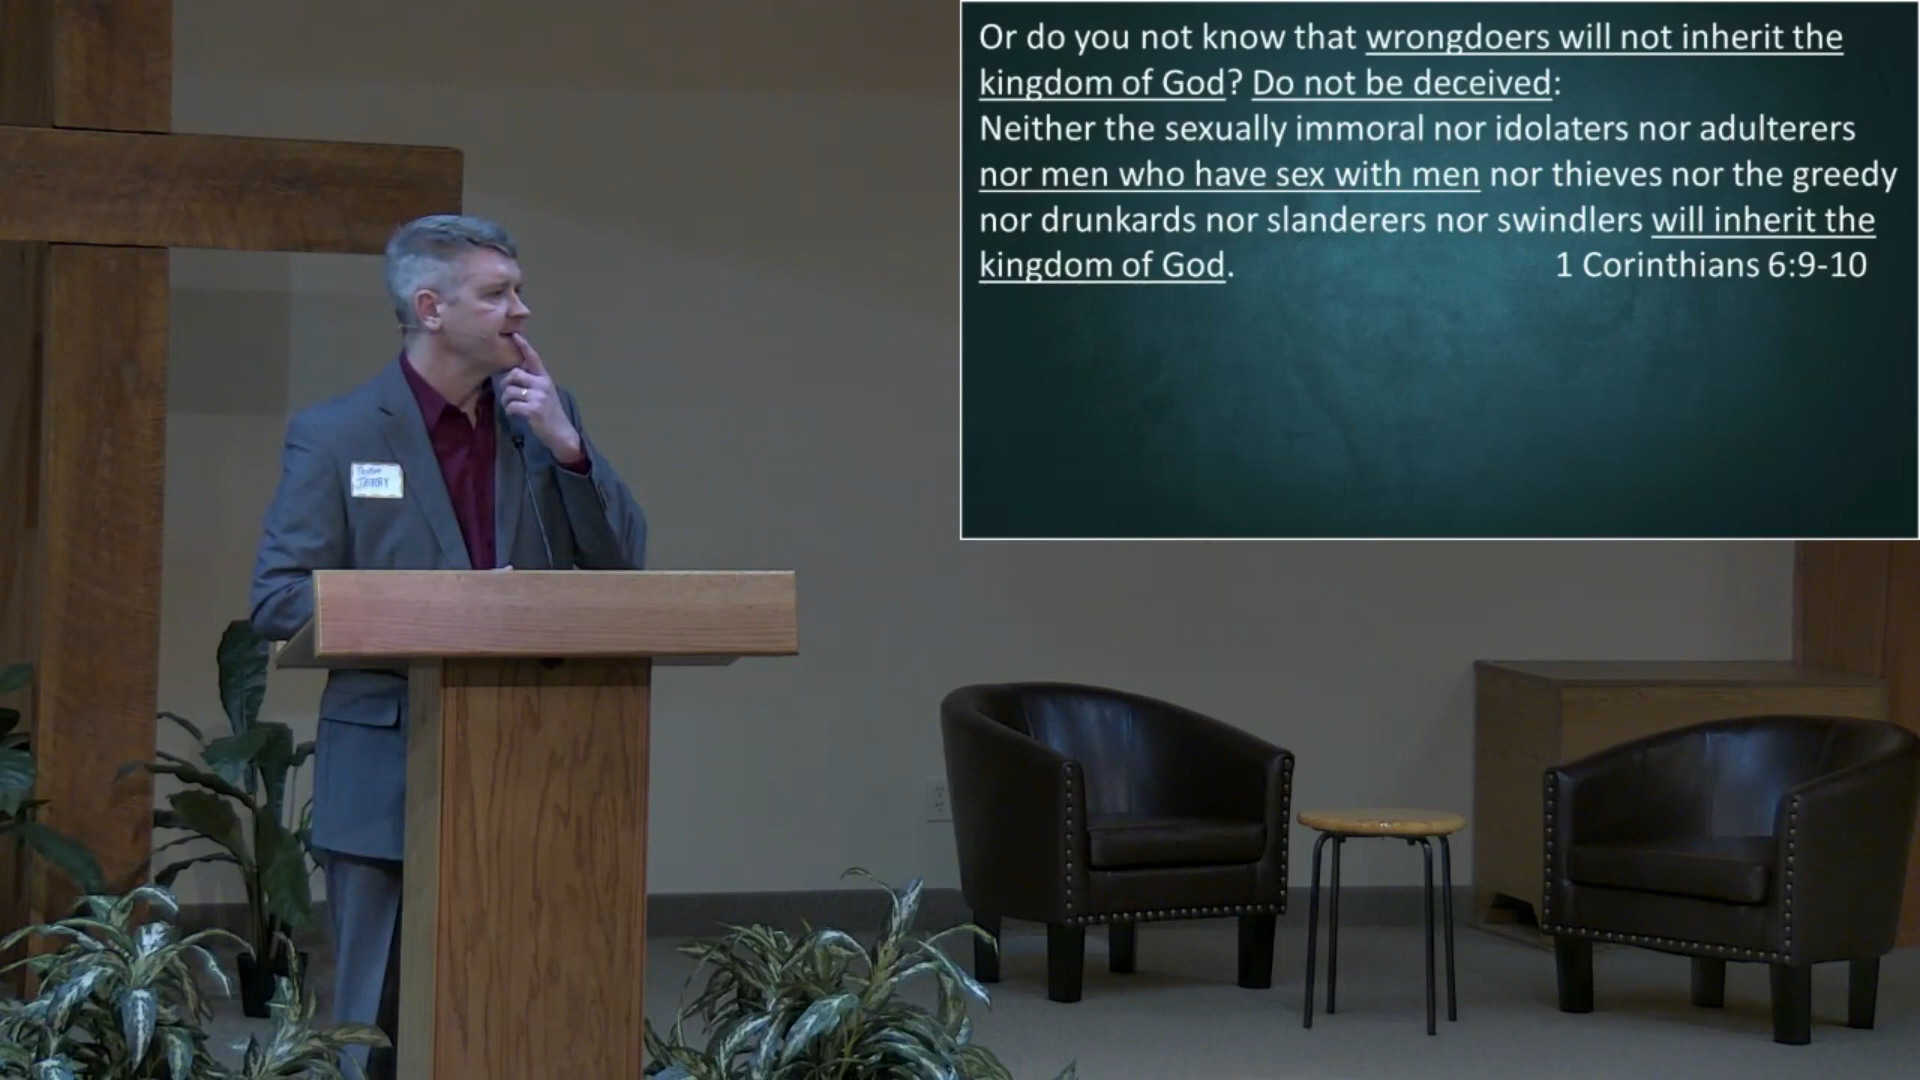 Or do you not know that wrongdoers will not inherit the
kingdom of God? Do not be deceived:
Neither the sexually immoral nor idolaters nor adulterers
nor men who have sex with men nor thieves nor the greedy
nor drunkards nor slanderers nor swindlers will inherit the
kingdom of God. 1 Corinthians 6:9-10